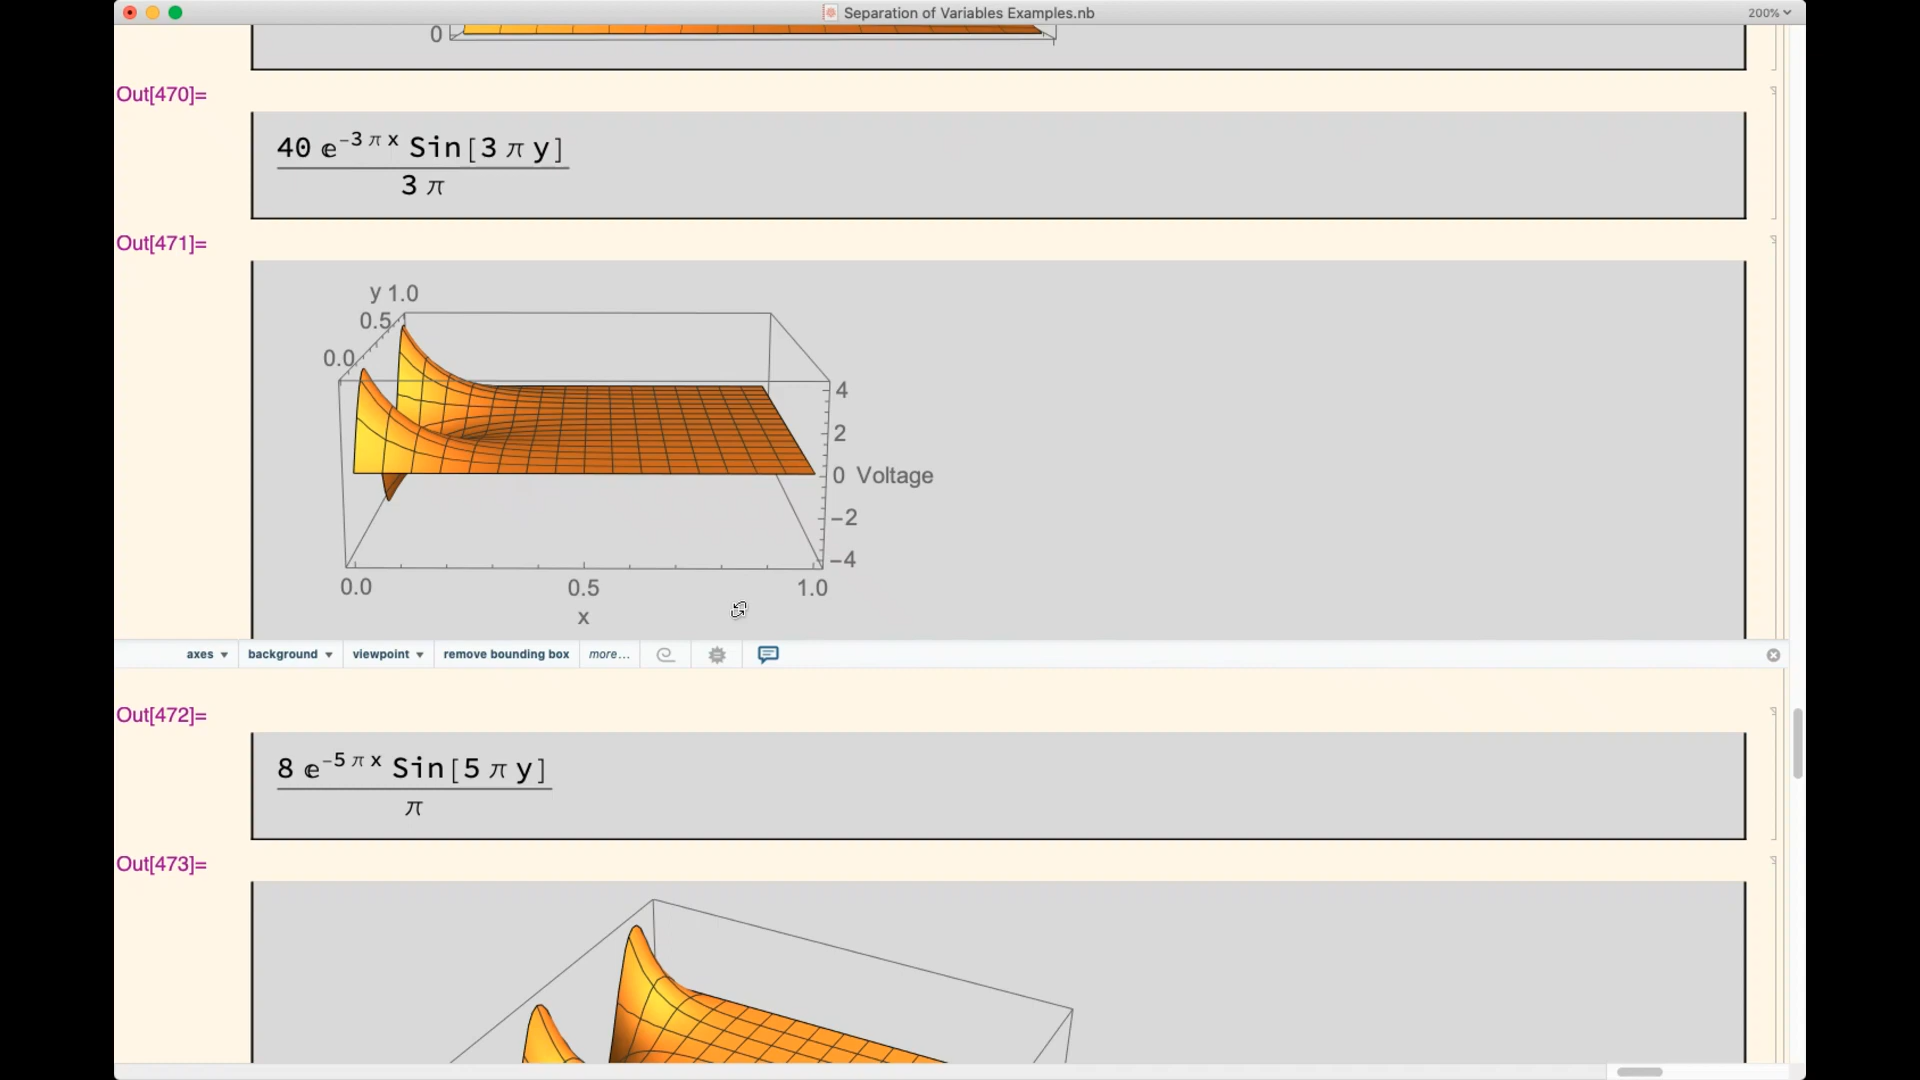 Separation of Variables Examples.nb
200%
0
Out[470]=
40 e^-3 π x Sin[3 π y]
3 π
Out[471]=
y 1.0
0.5
0.0
4
2
0 Voltage
-2
-4
0.0 0.5 1.0
x
axes background viewpoint remove bounding box more...
Out[472]=
8 e^-5 π x Sin[5 π y]
π
Out[473]=